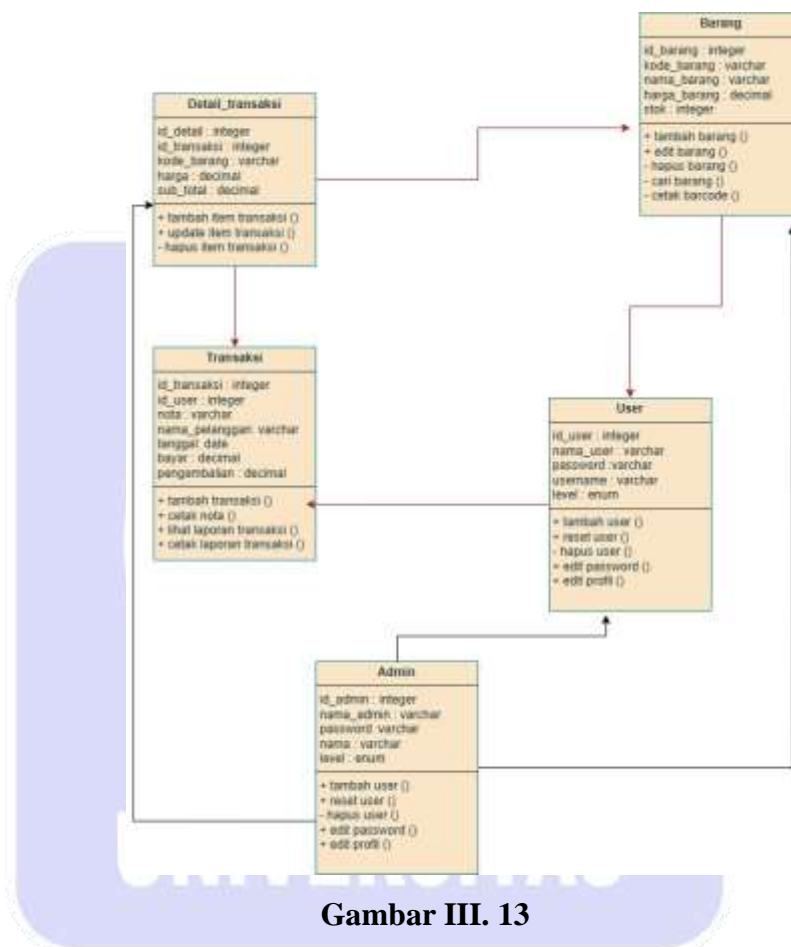 Barang
id_barang : integer
kode_barang : varchar
nama_barang : varchar
harga_barang : decimal
stok : integer
+ tambah barang ()
+ edit barang ()
- hapus barang ()
- cari barang ()
- cetak barcode ()
Detail_transaksi
id_detail : integer
id_transaksi : integer
kode_barang : varchar
harga : decimal
sub_total : decimal
+ tambah item transaksi ()
+ update item transaksi ()
- hapus item transaksi ()
Transaksi
id_transaksi : integer
id_user : integer
nota : varchar
nama_pelanggan varchar
tanggal date
bayar : decimal
pengembalian : decimal
+ tambah transaksi ()
+ cetak nota ()
+ lihat laporan transaksi ()
+ cetak laporan transaksi ()
User
id_user : integer
nama_user : varchar
password :varchar
username : varchar
level : enum
+ tambah user ()
+ reset user ()
- hapus user ()
+ edit password ()
+ edit profil ()
Admin
id_admin : integer
nama_admin : varchar
password varchar
nama : varchar
level : enum
+ tambah user ()
+ reset user ()
- hapus user ()
+ edit password ()
+ edit profil ()
UNIVERSITAS
Gambar III. 13